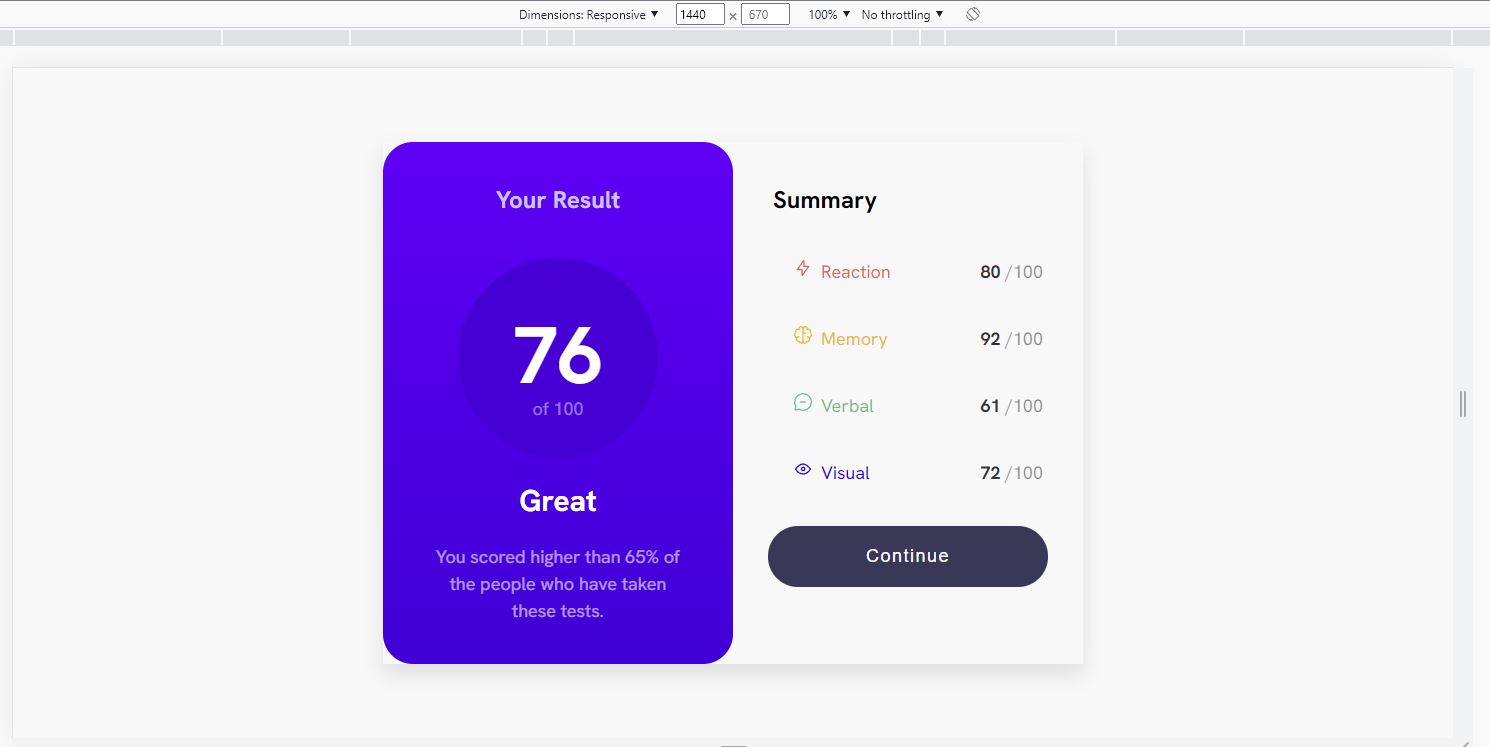 Dimensions: Responsive ▼ 1440 × 670 100% ▼ No throttling ▼
Your Result
76
of 100
Great
You scored higher than 65% of
the people who have taken
these tests.
Summary
Reaction 80 /100
Memory 92 /100
Verbal 61 /100
Visual 72 /100
Continue